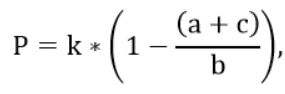 P = k * (1 − (a + c)/b),